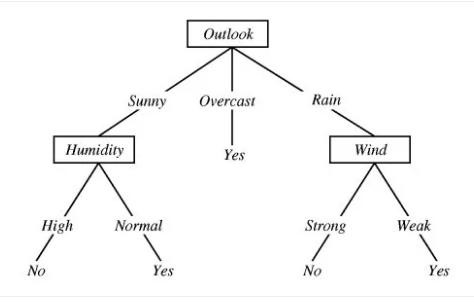 Outlook
Sunny Overcast Rain
Humidity Yes Wind
High Normal Strong Weak
No Yes No Yes